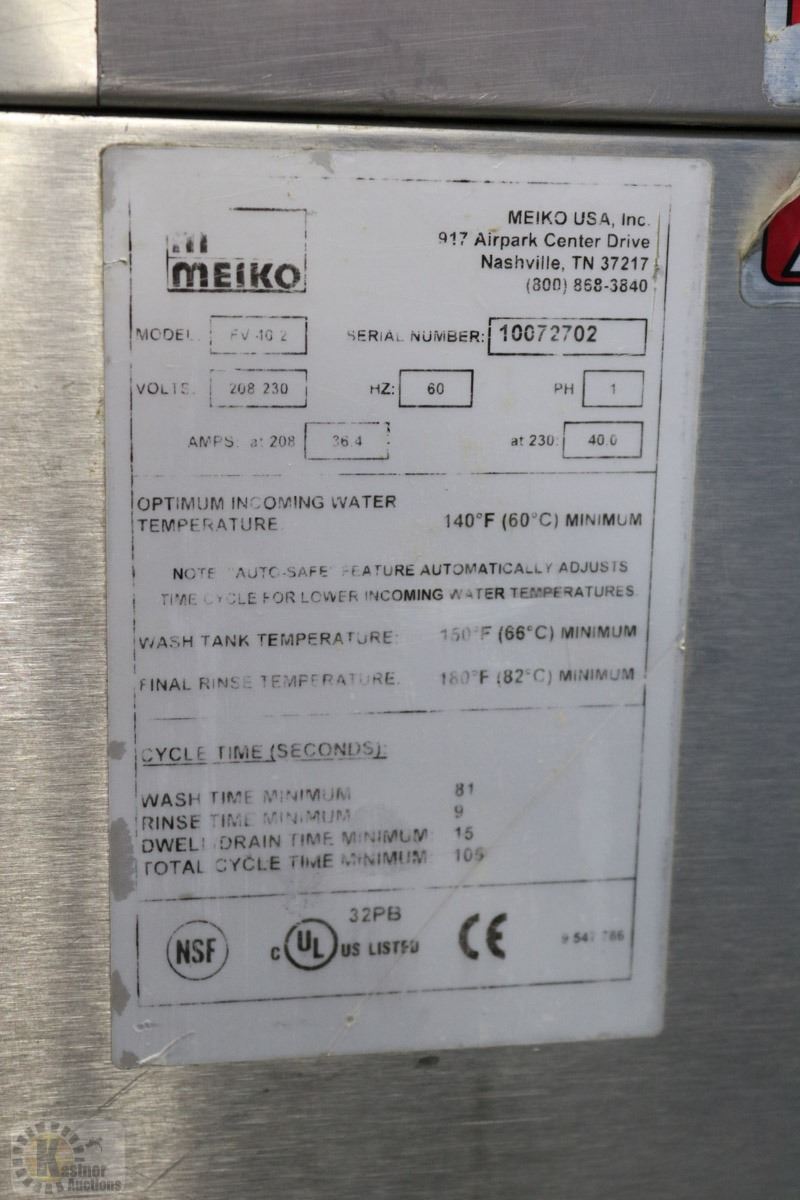 MEIKO
MEIKO USA, Inc.
917 Airpark Center Drive
Nashville, TN 37217
(800) 868-3840
MODEL: FV 40 2 SERIAL NUMBER: 10072702
VOLTS: 208 230 HZ: 60 PH 1
AMPS: at 208 36.4 at 230: 40.0
OPTIMUM INCOMING WATER
TEMPERATURE 140°F (60°C) MINIMUM
NOTE "AUTO-SAFE" FEATURE AUTOMATICALLY ADJUSTS
TIME CYCLE FOR LOWER INCOMING WATER TEMPERATURES
WASH TANK TEMPERATURE: 150°F (66°C) MINIMUM
FINAL RINSE TEMPERATURE: 180°F (82°C) MINIMUM
CYCLE TIME (SECONDS):
WASH TIME MINIMUM 81
RINSE TIME MINIMUM 9
DWELL/DRAIN TIME MINIMUM 15
TOTAL CYCLE TIME MINIMUM 105
NSF
32PB
C UL US LISTED
CE
Kastner
Auctions